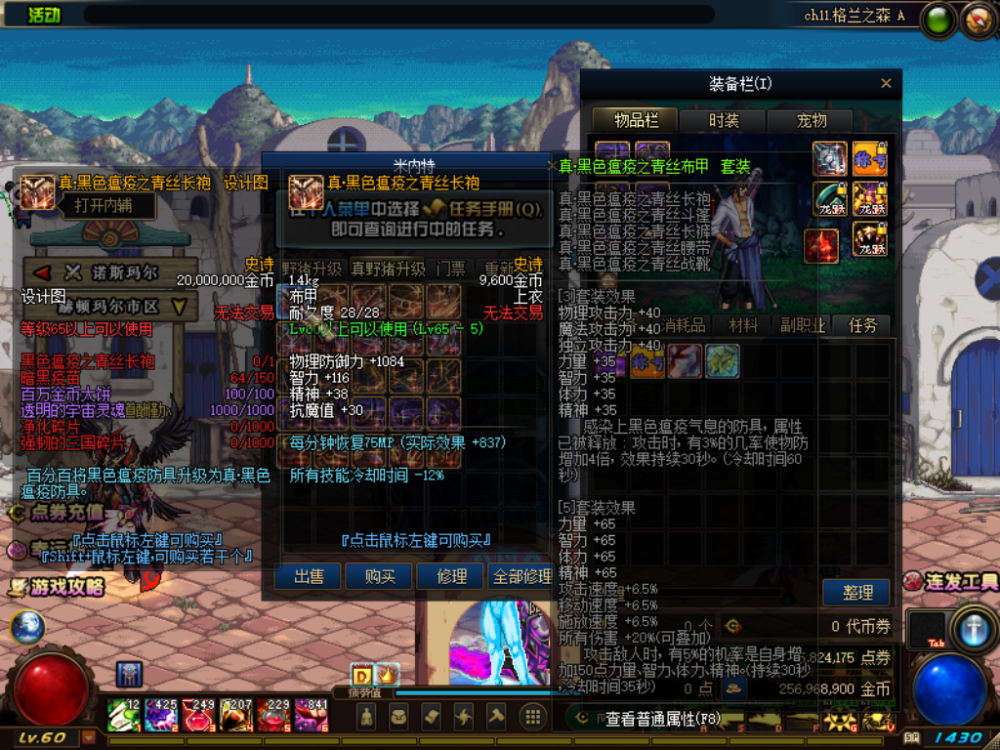 活动
ch11.格兰之森 A
装备栏(I)
物品栏
时装
宠物
称号
龙跃
龙跃
龙跃
消耗品
材料
副职业
任务
整理
0 个
0 代币券
824,175 点券
0 点
256,968,900 金币
米内特
在个人菜单中选择 任务手册(Q)
即可查询进行中的任务.
野猪升级
真野猪升级
门票
重新
出售
购买
修理
全部修理
真·黑色瘟疫之青丝长袍 设计图
打开内辅
诺斯玛尔
赫顿玛尔市区
史诗
20,000,000金币
设计图
无法交易
等级65以上可以使用
黑色瘟疫之青丝长袍 0/1
暗黑疫苗 64/150
百万金币大饼 100/100
透明的宇宙灵魂 1000/1000
净化碎片 0/1000
强韧的三国碎片 0/1000
百分百将黑色瘟疫防具升级为真·黑色
瘟疫防具。
『点击鼠标左键可购买』
『Shift+鼠标左键,可购买若干个』
点券充值
游戏攻略
真·黑色瘟疫之青丝长袍
史诗
1.4kg
9,600金币
布甲
上衣
耐久度 28/28
无法交易
Lv60以上可以使用 (Lv65 - 5)
物理防御力 +1084
智力 +116
精神 +38
抗魔值 +30
每分钟恢复75MP (实际效果 +837)
所有技能冷却时间 -12%
『点击鼠标左键可购买』
真·黑色瘟疫之青丝布甲 套装
真·黑色瘟疫之青丝长袍
真·黑色瘟疫之青丝斗篷
真·黑色瘟疫之青丝长裤
真·黑色瘟疫之青丝腰带
真·黑色瘟疫之青丝战靴
[3]套装效果
物理攻击力 +40
魔法攻击力 +40
独立攻击力 +40
力量 +35
智力 +35
体力 +35
精神 +35
感染上黑色瘟疫气息的防具，属性
已被释放：攻击时，有3%的几率使物防
增加4倍，效果持续30秒。(冷却时间60
秒)
[5]套装效果
力量 +65
智力 +65
体力 +65
精神 +65
攻击速度 +6.5%
移动速度 +6.5%
施放速度 +6.5%
所有伤害 +20%(可叠加)
攻击敌人时，有5%的机率是自身增
加150点力量、智力、体力、精神。(持续30秒
,冷却时间35秒)
查看普通属性(F8)
连发工具
Tab
疲劳值
12
425
249
207
229
841
Lv.60
SP
1430